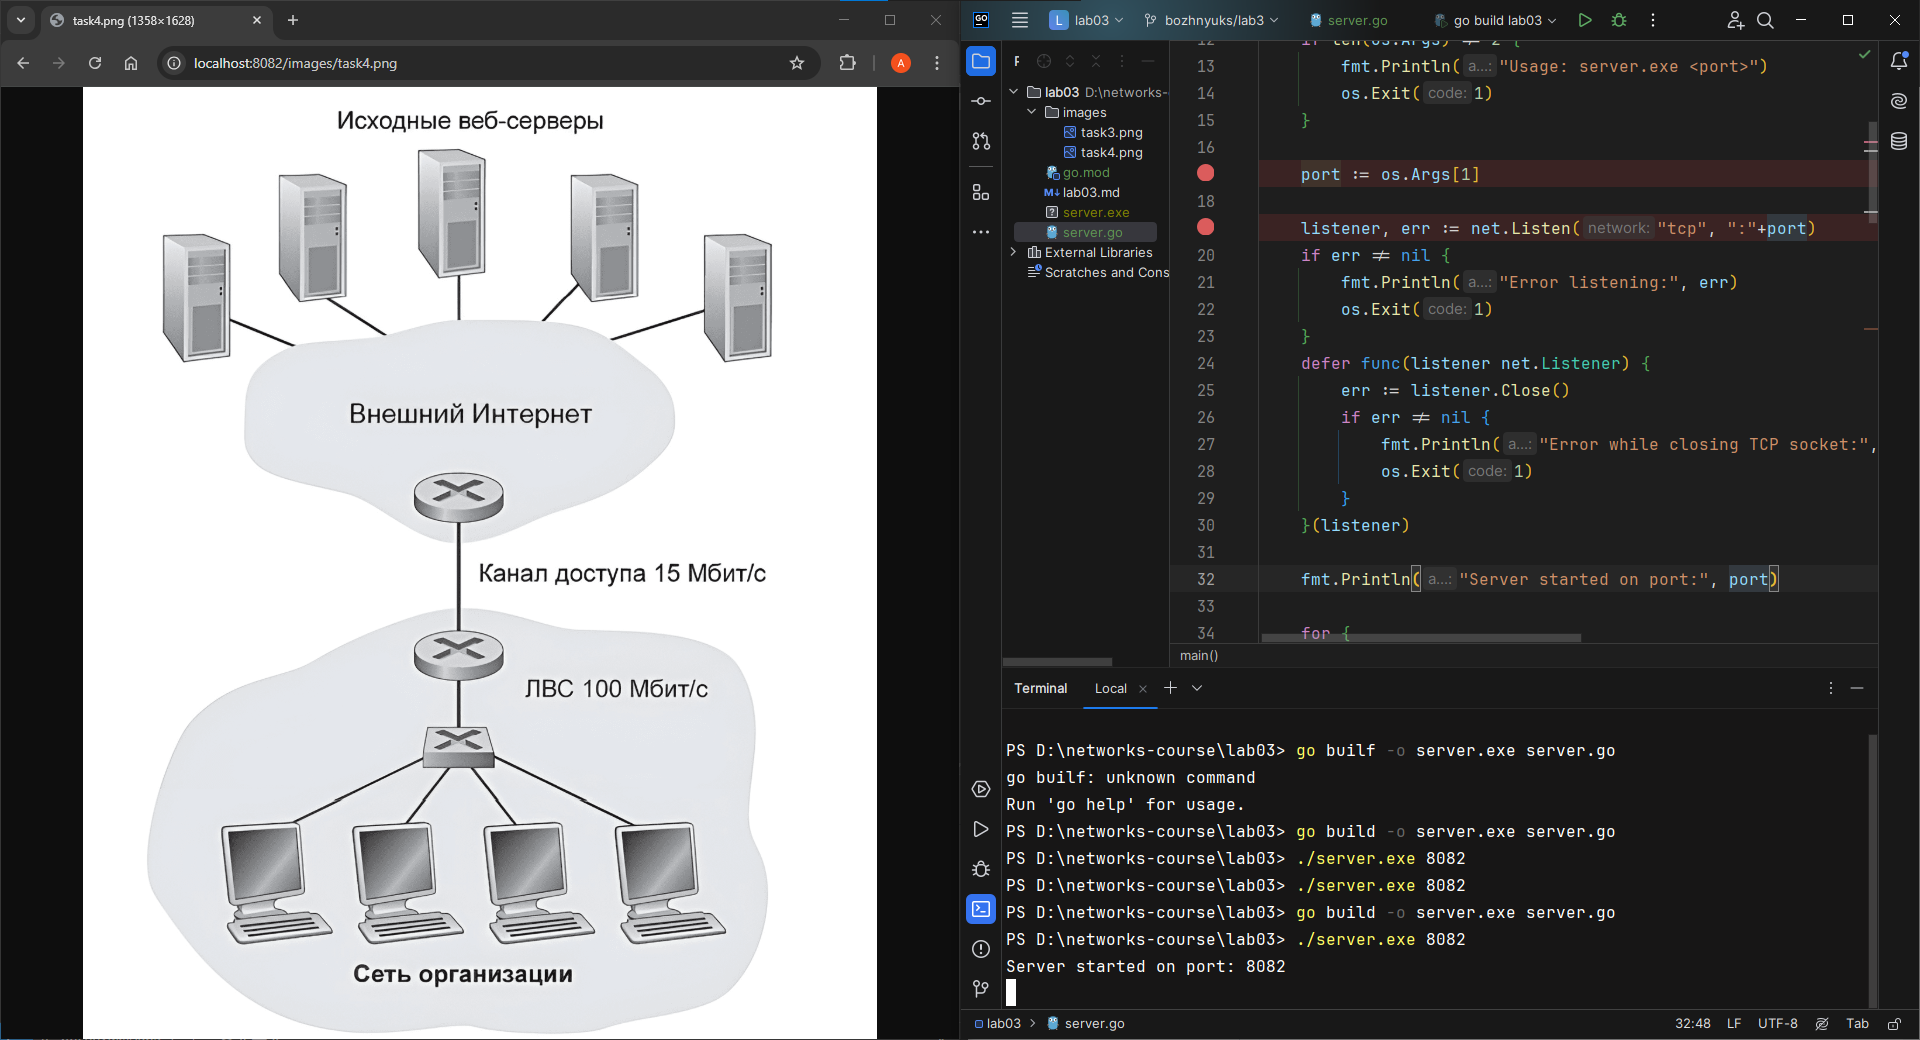 task4.png (1358×1628)
localhost:8082/images/task4.png
A
Исходные веб-серверы
Внешний Интернет
Канал доступа 15 Мбит/с
ЛВС 100 Мбит/с
Сеть организации
GO
L lab03
bozhnyuks/lab3
server.go
go build lab03
P
lab03 D:\networks-
images
task3.png
task4.png
go.mod
M↓ lab03.md
server.exe
server.go
External Libraries
Scratches and Cons
13 fmt.Println( a...: "Usage: server.exe <port>")
14 os.Exit( code: 1)
15 }
16
port := os.Args[1]
18
listener, err := net.Listen( network: "tcp", ":"+port)
20 if err != nil {
21 fmt.Println( a...: "Error listening:", err)
22 os.Exit( code: 1)
23 }
24 defer func(listener net.Listener) {
25 err := listener.Close()
26 if err != nil {
27 fmt.Println( a...: "Error while closing TCP socket:",
28 os.Exit( code: 1)
29 }
30 }(listener)
31
32 fmt.Println( a...: "Server started on port:", port)
33
34 for {
main()
Terminal
Local
PS D:\networks-course\lab03> go builf -o server.exe server.go
go builf: unknown command
Run 'go help' for usage.
PS D:\networks-course\lab03> go build -o server.exe server.go
PS D:\networks-course\lab03> ./server.exe 8082
PS D:\networks-course\lab03> ./server.exe 8082
PS D:\networks-course\lab03> go build -o server.exe server.go
PS D:\networks-course\lab03> ./server.exe 8082
Server started on port: 8082
lab03 > server.go
32:48 LF UTF-8 Tab